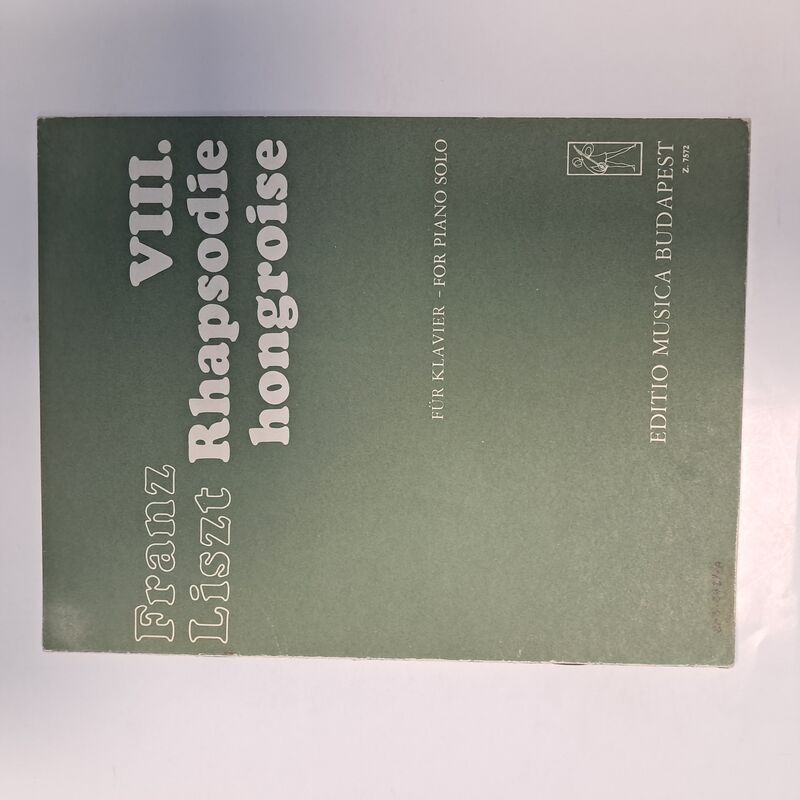 VIII.
Franz Rhapsodie
Liszt hongroise
FÜR KLAVIER – FOR PIANO SOLO
EDITIO MUSICA BUDAPEST
Z. 7572